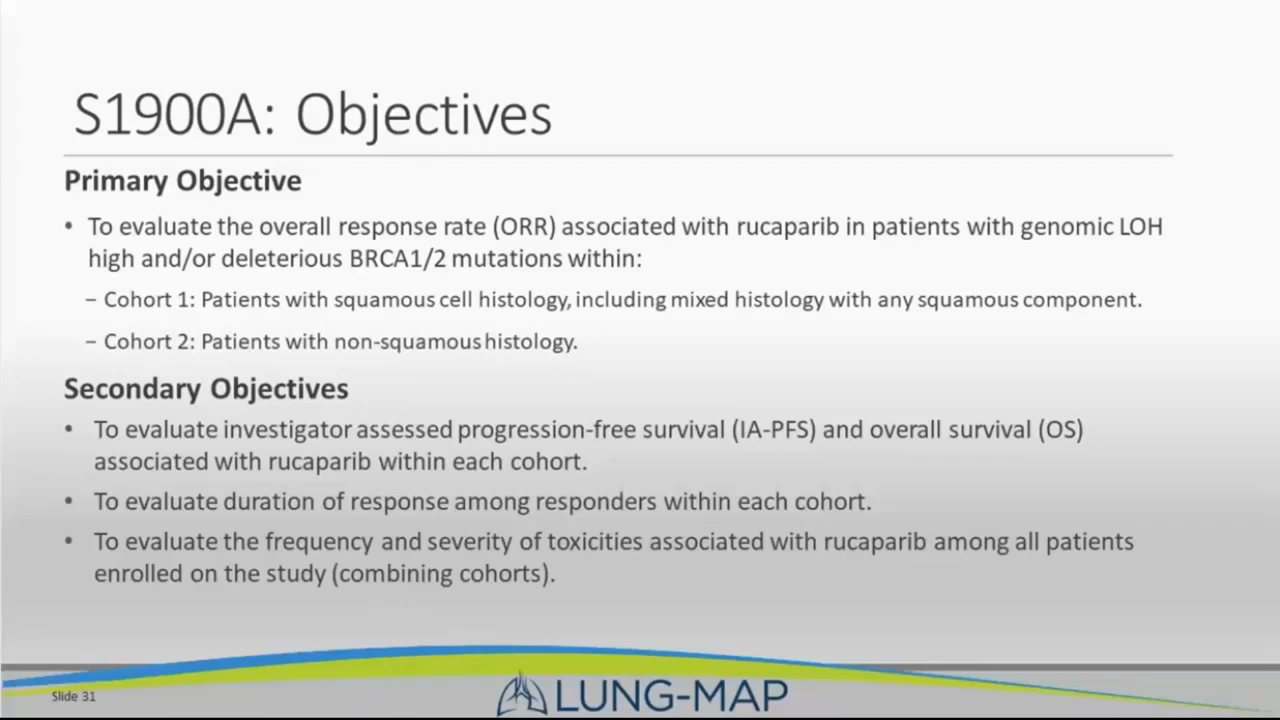 S1900A: Objectives
Primary Objective
• To evaluate the overall response rate (ORR) associated with rucaparib in patients with genomic LOH
high and/or deleterious BRCA1/2 mutations within:
− Cohort 1: Patients with squamous cell histology, including mixed histology with any squamous component.
− Cohort 2: Patients with non-squamous histology.
Secondary Objectives
• To evaluate investigator assessed progression-free survival (IA-PFS) and overall survival (OS)
associated with rucaparib within each cohort.
• To evaluate duration of response among responders within each cohort.
• To evaluate the frequency and severity of toxicities associated with rucaparib among all patients
enrolled on the study (combining cohorts).
Slide 31
LUNG-MAP